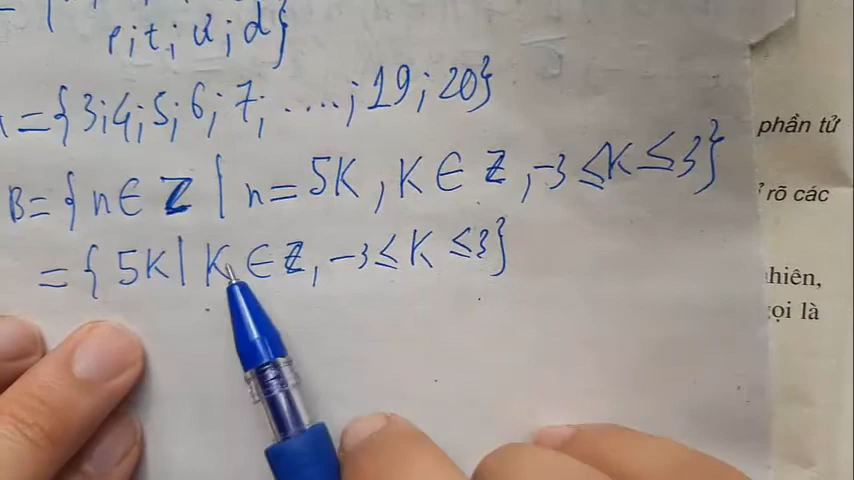 e; t; i; v; d}
= {3; 4; 5; 6; 7; ....; 19; 20}
B = {n ∈ Z | n = 5K, K ∈ Z, -3 ≤ K ≤ 3}
= {5K | K ∈ Z, -3 ≤ K ≤ 3}
phần tử
rõ các
hiên,
gọi là